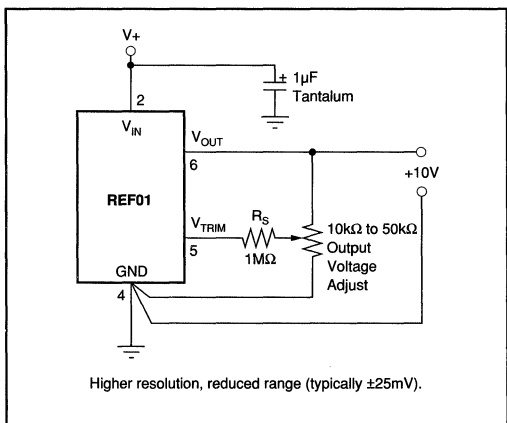 V+
± 1µF
Tantalum
2
VIN
VOUT
6
+10V
REF01
RS
VTRIM
5
1MΩ
10kΩ to 50kΩ
Output
Voltage
Adjust
GND
4
Higher resolution, reduced range (typically ±25mV).